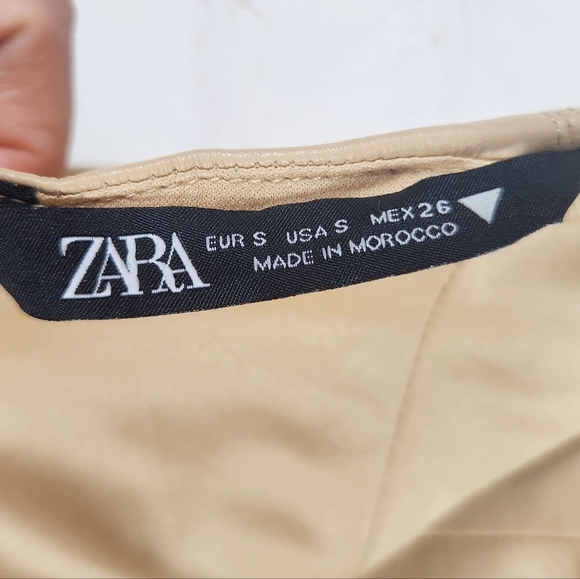 ZARA
EUR S USA S MEX 26
MADE IN MOROCCO